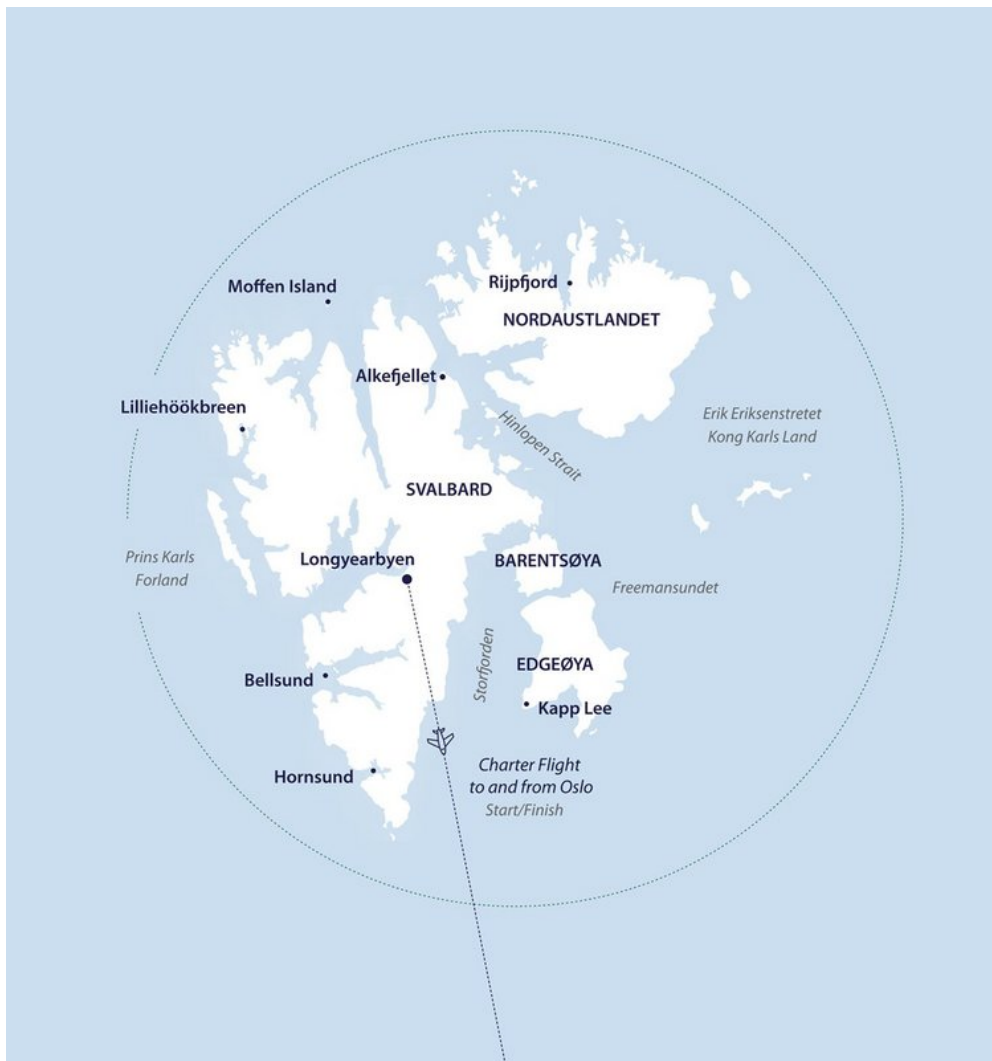 Rijpfjord
Moffen Island
NORDAUSTLANDET
Alkefjellet
Lilliehöökbreen
Erik Eriksenstretet
Kong Karls Land
Hinlopen Strait
SVALBARD
Prins Karls
Forland
Longyearbyen
BARENTSØYA
Freemansundet
Storfjorden
EDGEØYA
Bellsund
Kapp Lee
Hornsund
Charter Flight
to and from Oslo
Start/Finish